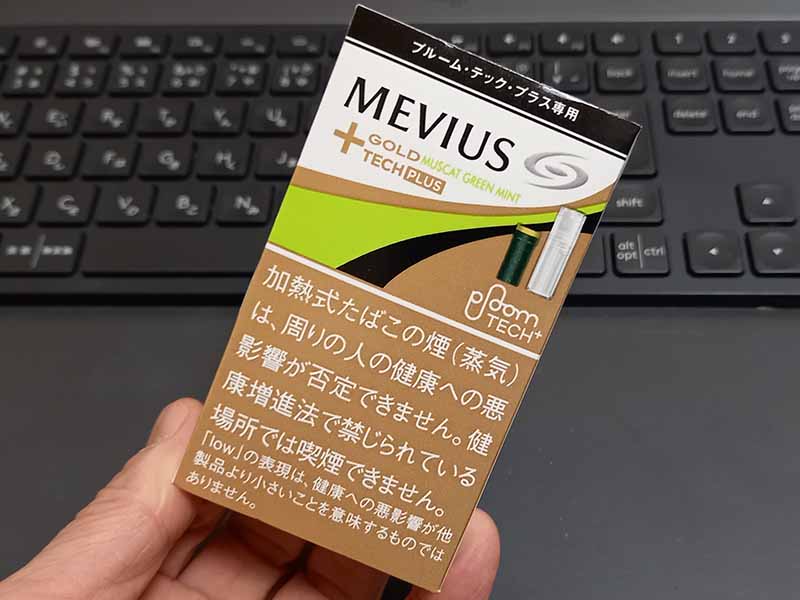 プルーム・テック・プラス専用
MEVIUS
+ GOLD MUSCAT GREEN MINT
TECH PLUS
Ploom
TECH+
加熱式たばこの煙(蒸気)
は、周りの人の健康への悪
影響が否定できません。健
康増進法で禁じられている
場所では喫煙できません。
「low」の表現は、健康への悪影響が他
製品より小さいことを意味するものでは
ありません。
back
insert
home
delete
end
shift
alt
opt
ctrl
X
C
V
B
N
F
G
H
J
Y
U